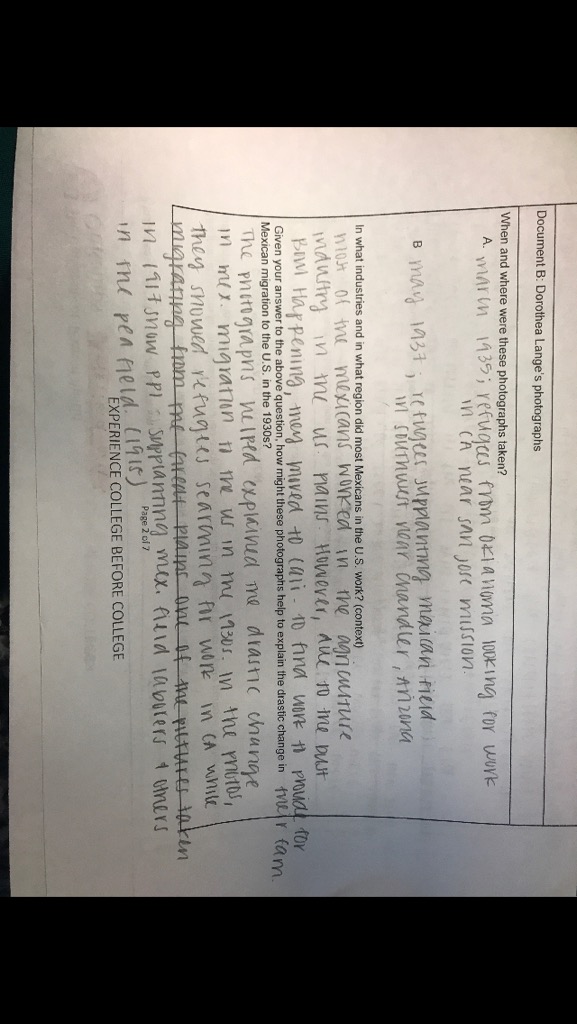 Document B: Dorothea Lange's photographs
When and where were these photographs taken?
A. march 1935; refugees from Oklahoma looking for work
in CA near san jose mission.
B may 1937; refugees supplanting mexican field
in southwest near chandler, Arizona
In what industries and in what region did most Mexicans in the U.S. work? (context)
most of the mexicans worked in the agriculture
industry in the us. plains. However, due to the Dust
Bowl Happening, they moved to Cali. to find work to provide for
their fam.
Given your answer to the above question, how might these photographs help to explain the drastic change in
Mexican migration to the U.S. in the 1930s?
The photographs helped explained the drastic change
in mex. migration to the US in the 1930s. In the photos,
they showed refugees searching for work in CA while
migrating from the Great Plains one of the pictures taken
in 1917 snow ppl supplanting mex. field laborers + others
in the pea field. (1915)
Page 2 of 7
EXPERIENCE COLLEGE BEFORE COLLEGE